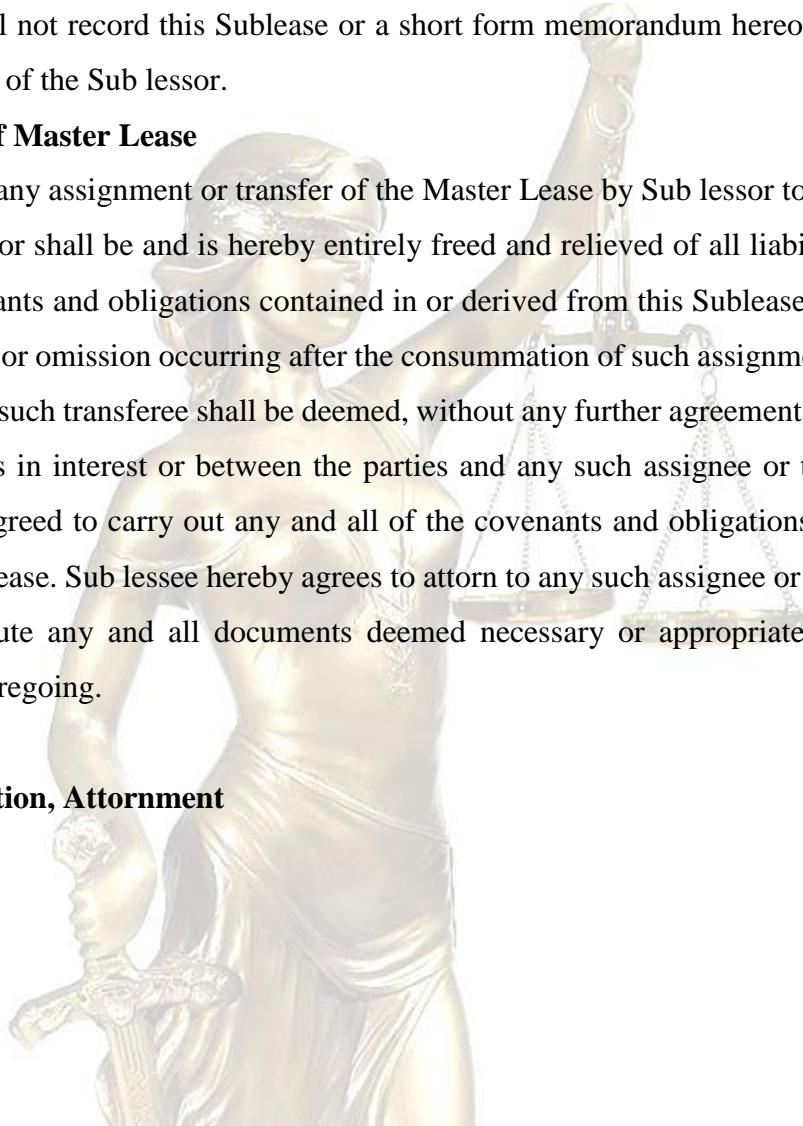 l not record this Sublease or a short form memorandum hereo
of the Sub lessor.
f Master Lease
any assignment or transfer of the Master Lease by Sub lessor to
or shall be and is hereby entirely freed and relieved of all liabi
ants and obligations contained in or derived from this Sublease
or omission occurring after the consummation of such assignm
such transferee shall be deemed, without any further agreement
s in interest or between the parties and any such assignee or t
greed to carry out any and all of the covenants and obligations
ease. Sub lessee hereby agrees to attorn to any such assignee or
ute any and all documents deemed necessary or appropriate
regoing.
tion, Attornment